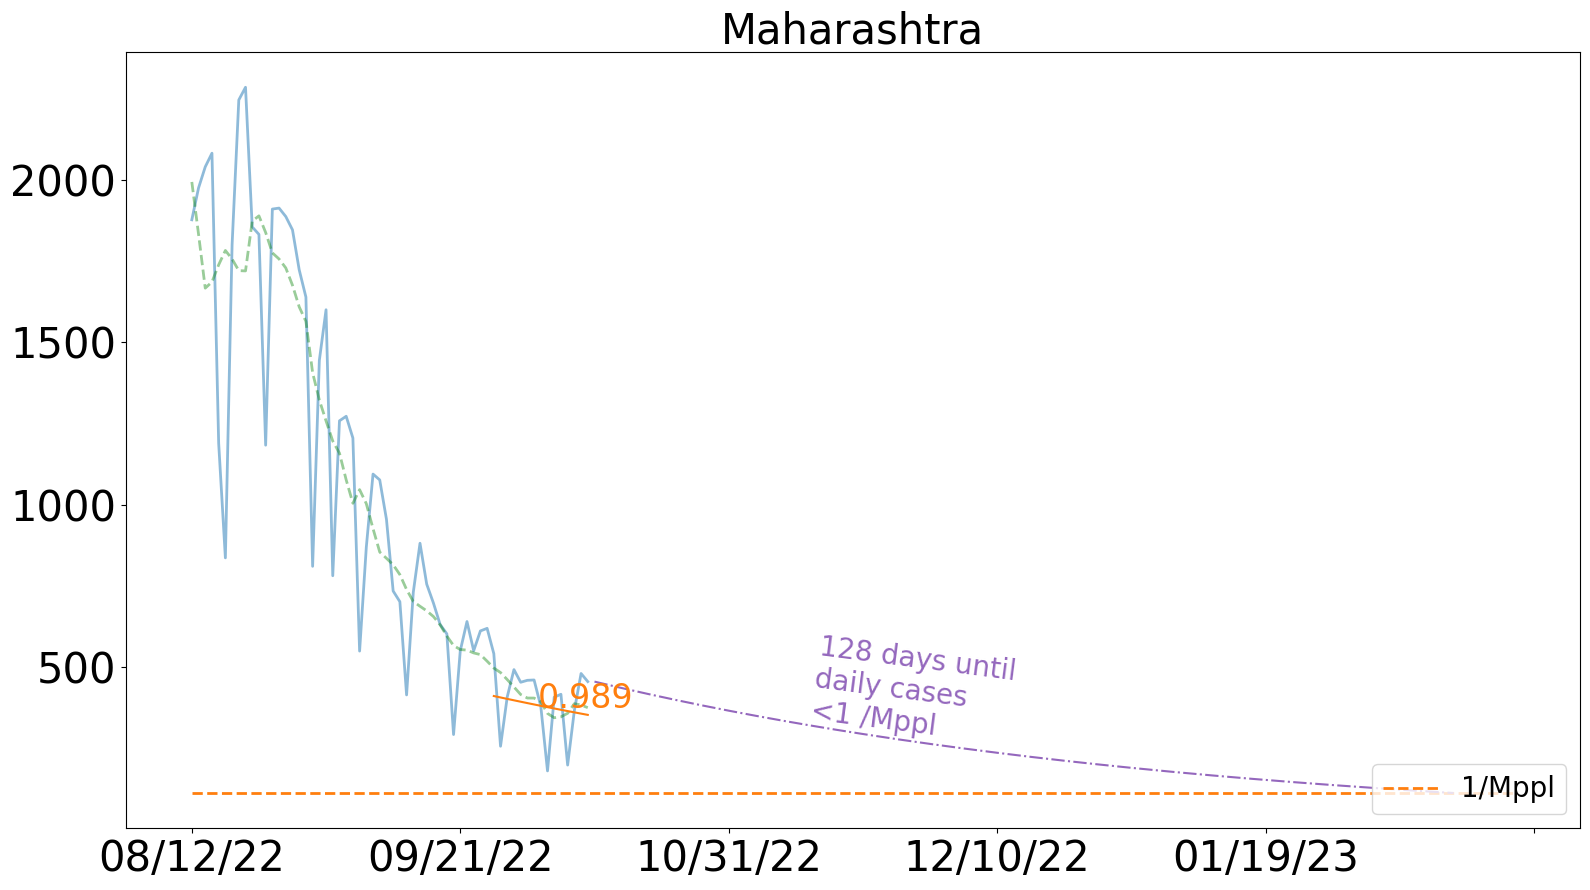 Maharashtra
2000
1500
1000
500
0.989
128 days until
daily cases
<1 /Mppl
1/Mppl
08/12/22
09/21/22
10/31/22
12/10/22
01/19/23